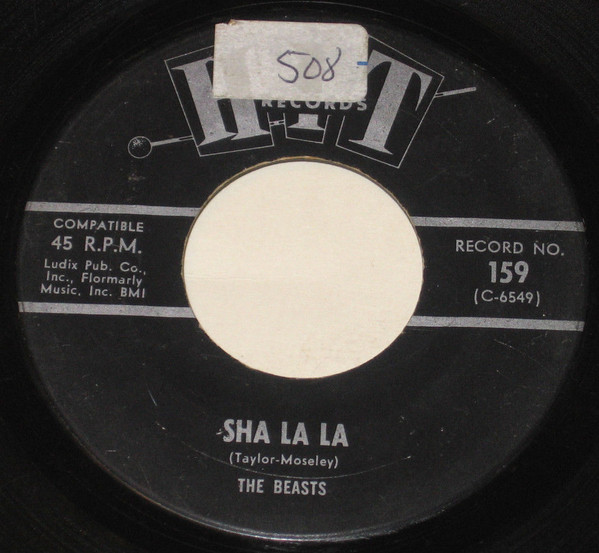 508
HIT
RECORDS
COMPATIBLE
45 R.P.M.
Ludix Pub. Co.,
Inc., Flormarly
Music, Inc. BMI
RECORD NO.
159
(C-6549)
SHA LA LA
(Taylor-Moseley)
THE BEASTS